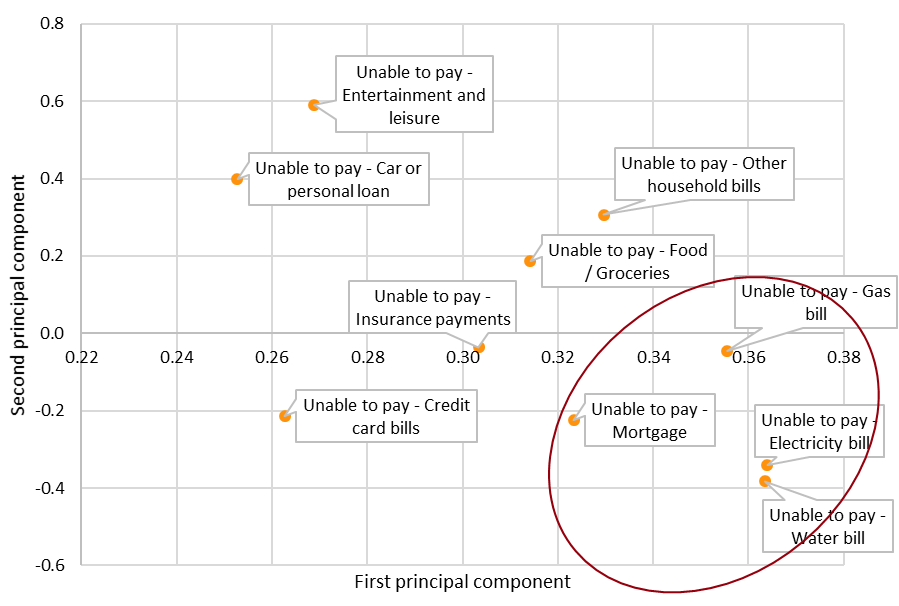 0.8
0.6
0.4
0.2
0.0
-0.2
-0.4
-0.6
Second principal component
0.22
0.24
0.26
0.28
0.30
0.32
0.34
0.36
0.38
First principal component
Unable to pay -
Entertainment and
leisure
Unable to pay - Car or
personal loan
Unable to pay - Other
household bills
Unable to pay - Food
/ Groceries
Unable to pay - Gas
bill
Unable to pay -
Insurance payments
Unable to pay - Credit
card bills
Unable to pay -
Mortgage
Unable to pay -
Electricity bill
Unable to pay -
Water bill